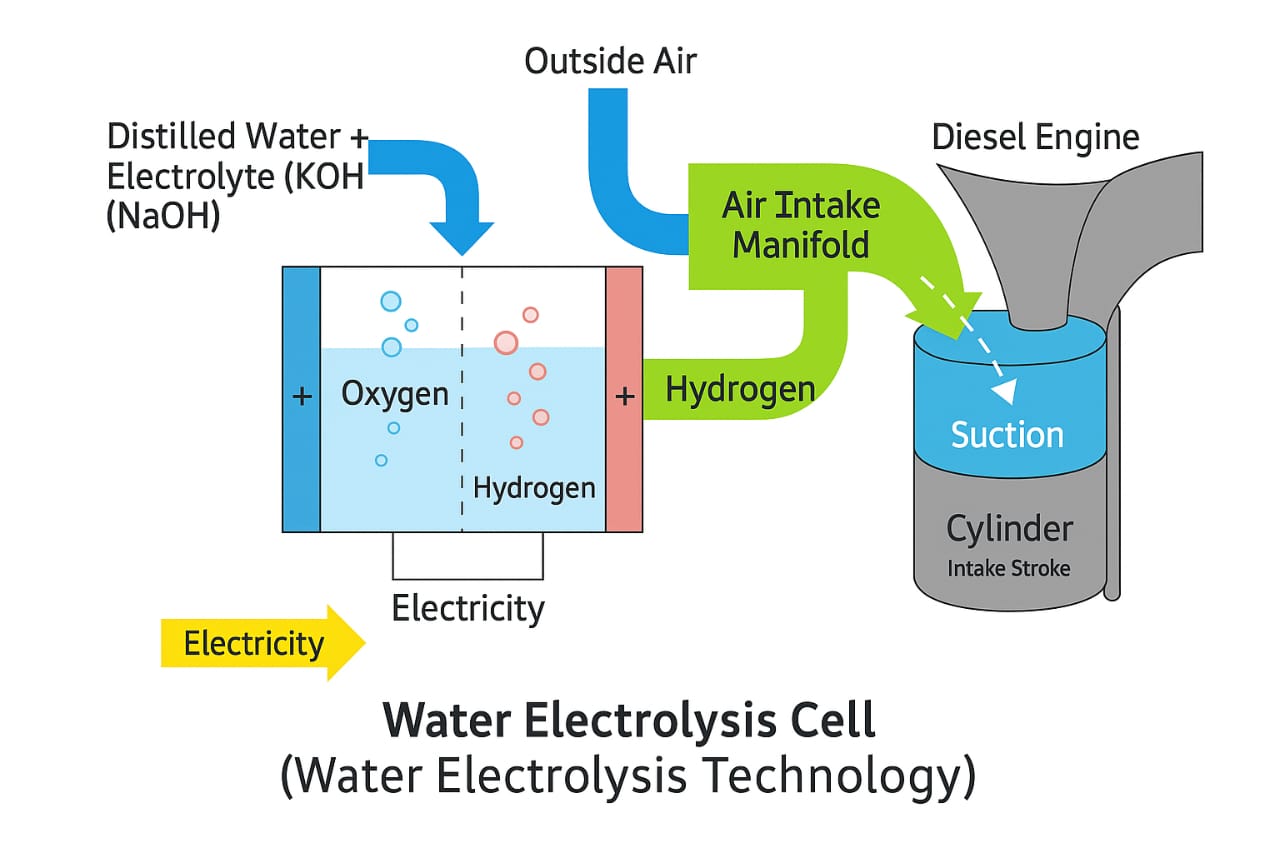 Outside Air
Distilled Water +
Electrolyte (KOH
(NaOH)
Diesel Engine
Air Intake
Manifold
+
Oxygen
Hydrogen
+
Hydrogen
Suction
Cylinder
Intake Stroke
Electricity
Electricity
Water Electrolysis Cell
(Water Electrolysis Technology)